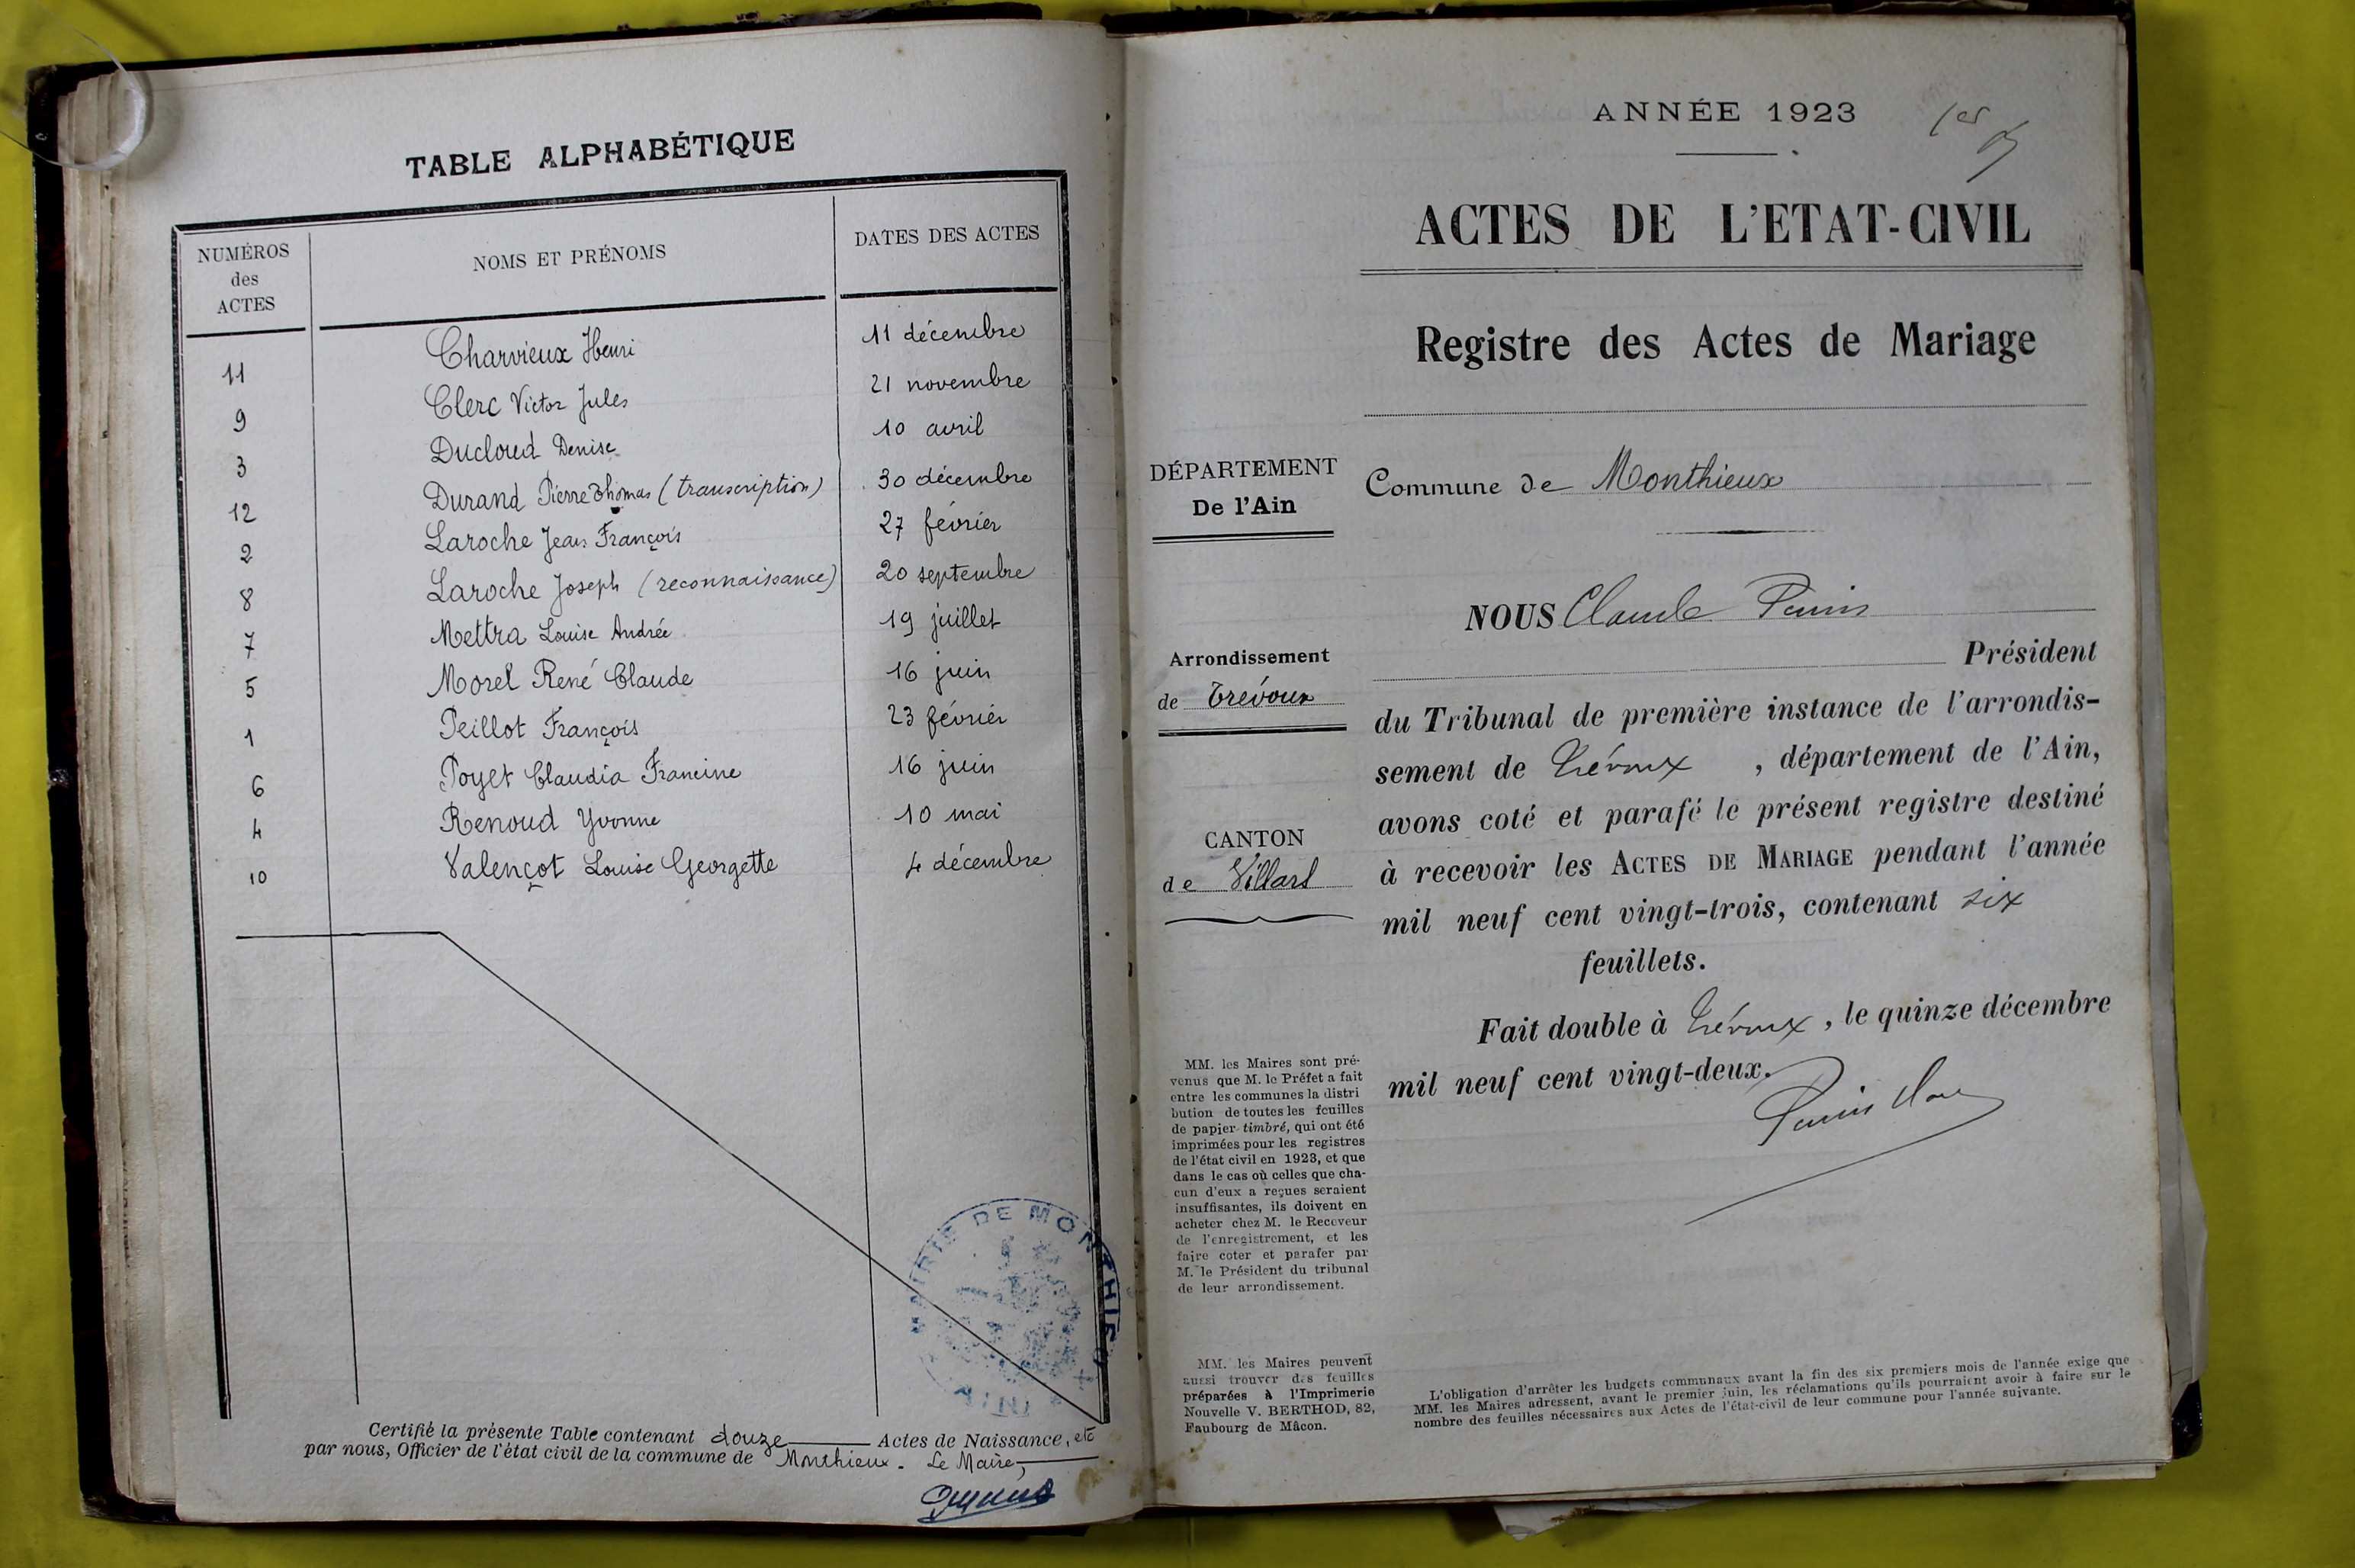 TABLE ALPHABÉTIQUE
NUMÉROS
des
ACTES
NOMS ET PRÉNOMS
DATES DES ACTES
11 Charvieux Henri 11 décembre
9 Clerc Victor Jules 21 novembre
3 Ducloud Denise 10 avril
12 Durand Pierre Thomas (transcription) 30 décembre
2 Laroche Jean François 27 février
8 Laroche Joseph (reconnaissance) 20 septembre
7 Mettra Louise Andrée 19 juillet
5 Morel René Claude 16 juin
1 Peillot François 23 février
6 Poyet Claudia Francine 16 juin
4 Renoud Yvonne 10 mai
10 Valençot Louise Georgette 4 décembre
MAIRIE DE MONTHIEUX
AIN
Certifié la présente Table contenant douze Actes de Naissance, etc
par nous, Officier de l'état civil de la commune de Monthieux. Le Maire,
ANNÉE 1923
ACTES DE L'ETAT-CIVIL
Registre des Actes de Mariage
DÉPARTEMENT
De l'Ain
Commune de Monthieux
Arrondissement
de Trévoux
CANTON
de Villars
NOUS Claude
Président
du Tribunal de première instance de l'arrondis-
sement de Trévoux , département de l'Ain,
avons coté et parafé le présent registre destiné
à recevoir les ACTES DE MARIAGE pendant l'année
mil neuf cent vingt-trois, contenant six
feuillets.
Fait double à Trévoux, le quinze décembre
mil neuf cent vingt-deux.
MM. les Maires sont pré-
venus que M. le Préfet a fait
entre les communes la distri
bution de toutes les feuilles
de papier timbré, qui ont été
imprimées pour les registres
de l'état civil en 1923, et que
dans le cas où celles que cha-
cun d'eux a reçues seraient
insuffisantes, ils doivent en
acheter chez M. le Receveur
de l'enregistrement, et les
faire coter et parafer par
M. le Président du tribunal
de leur arrondissement.
MM. les Maires peuvent
aussi trouver des feuilles
préparées à l'Imprimerie
Nouvelle V. BERTHOD, 82,
Faubourg de Mâcon.
L'obligation d'arrêter les budgets communaux avant la fin des six premiers mois de l'année exige que
MM. les Maires adressent, avant le premier juin, les réclamations qu'ils pourraient avoir à faire sur le
nombre des feuilles nécessaires aux Actes de l'état-civil de leur commune pour l'année suivante.